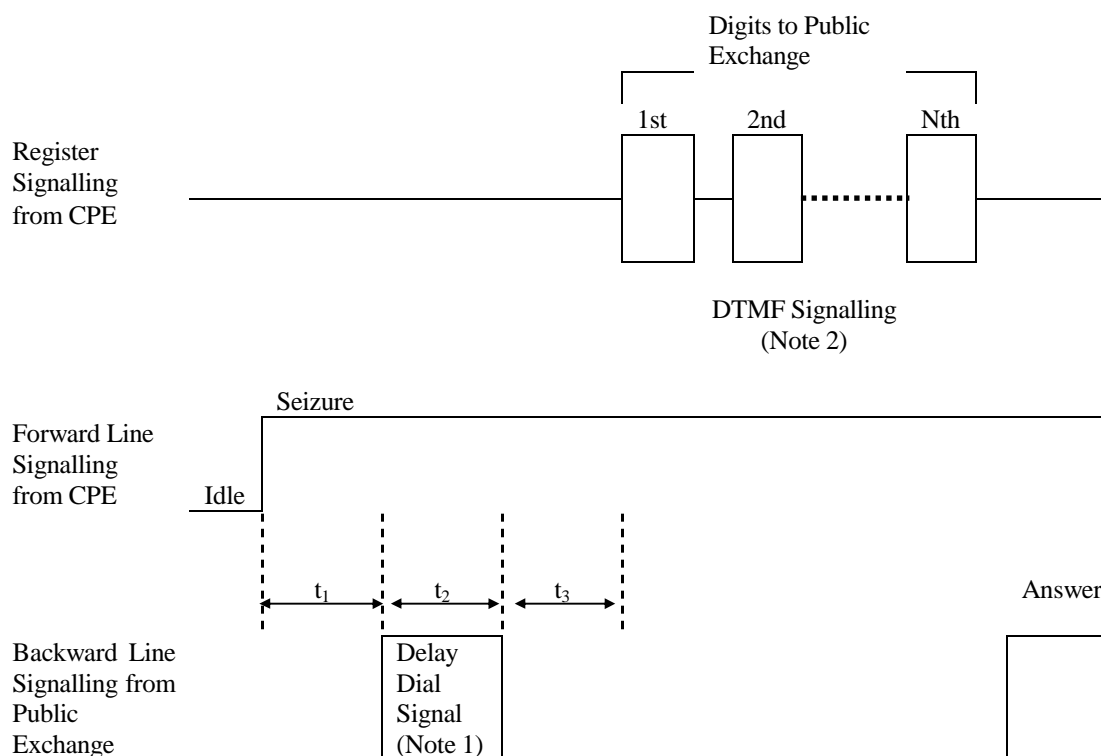 Digits to Public
Exchange
1st 2nd Nth
Register
Signalling
from CPE
DTMF Signalling
(Note 2)
Seizure
Forward Line
Signalling
from CPE
Idle
t1 t2 t3
Answer
Backward Line
Signalling from
Public
Exchange
Delay
Dial
Signal
(Note 1)